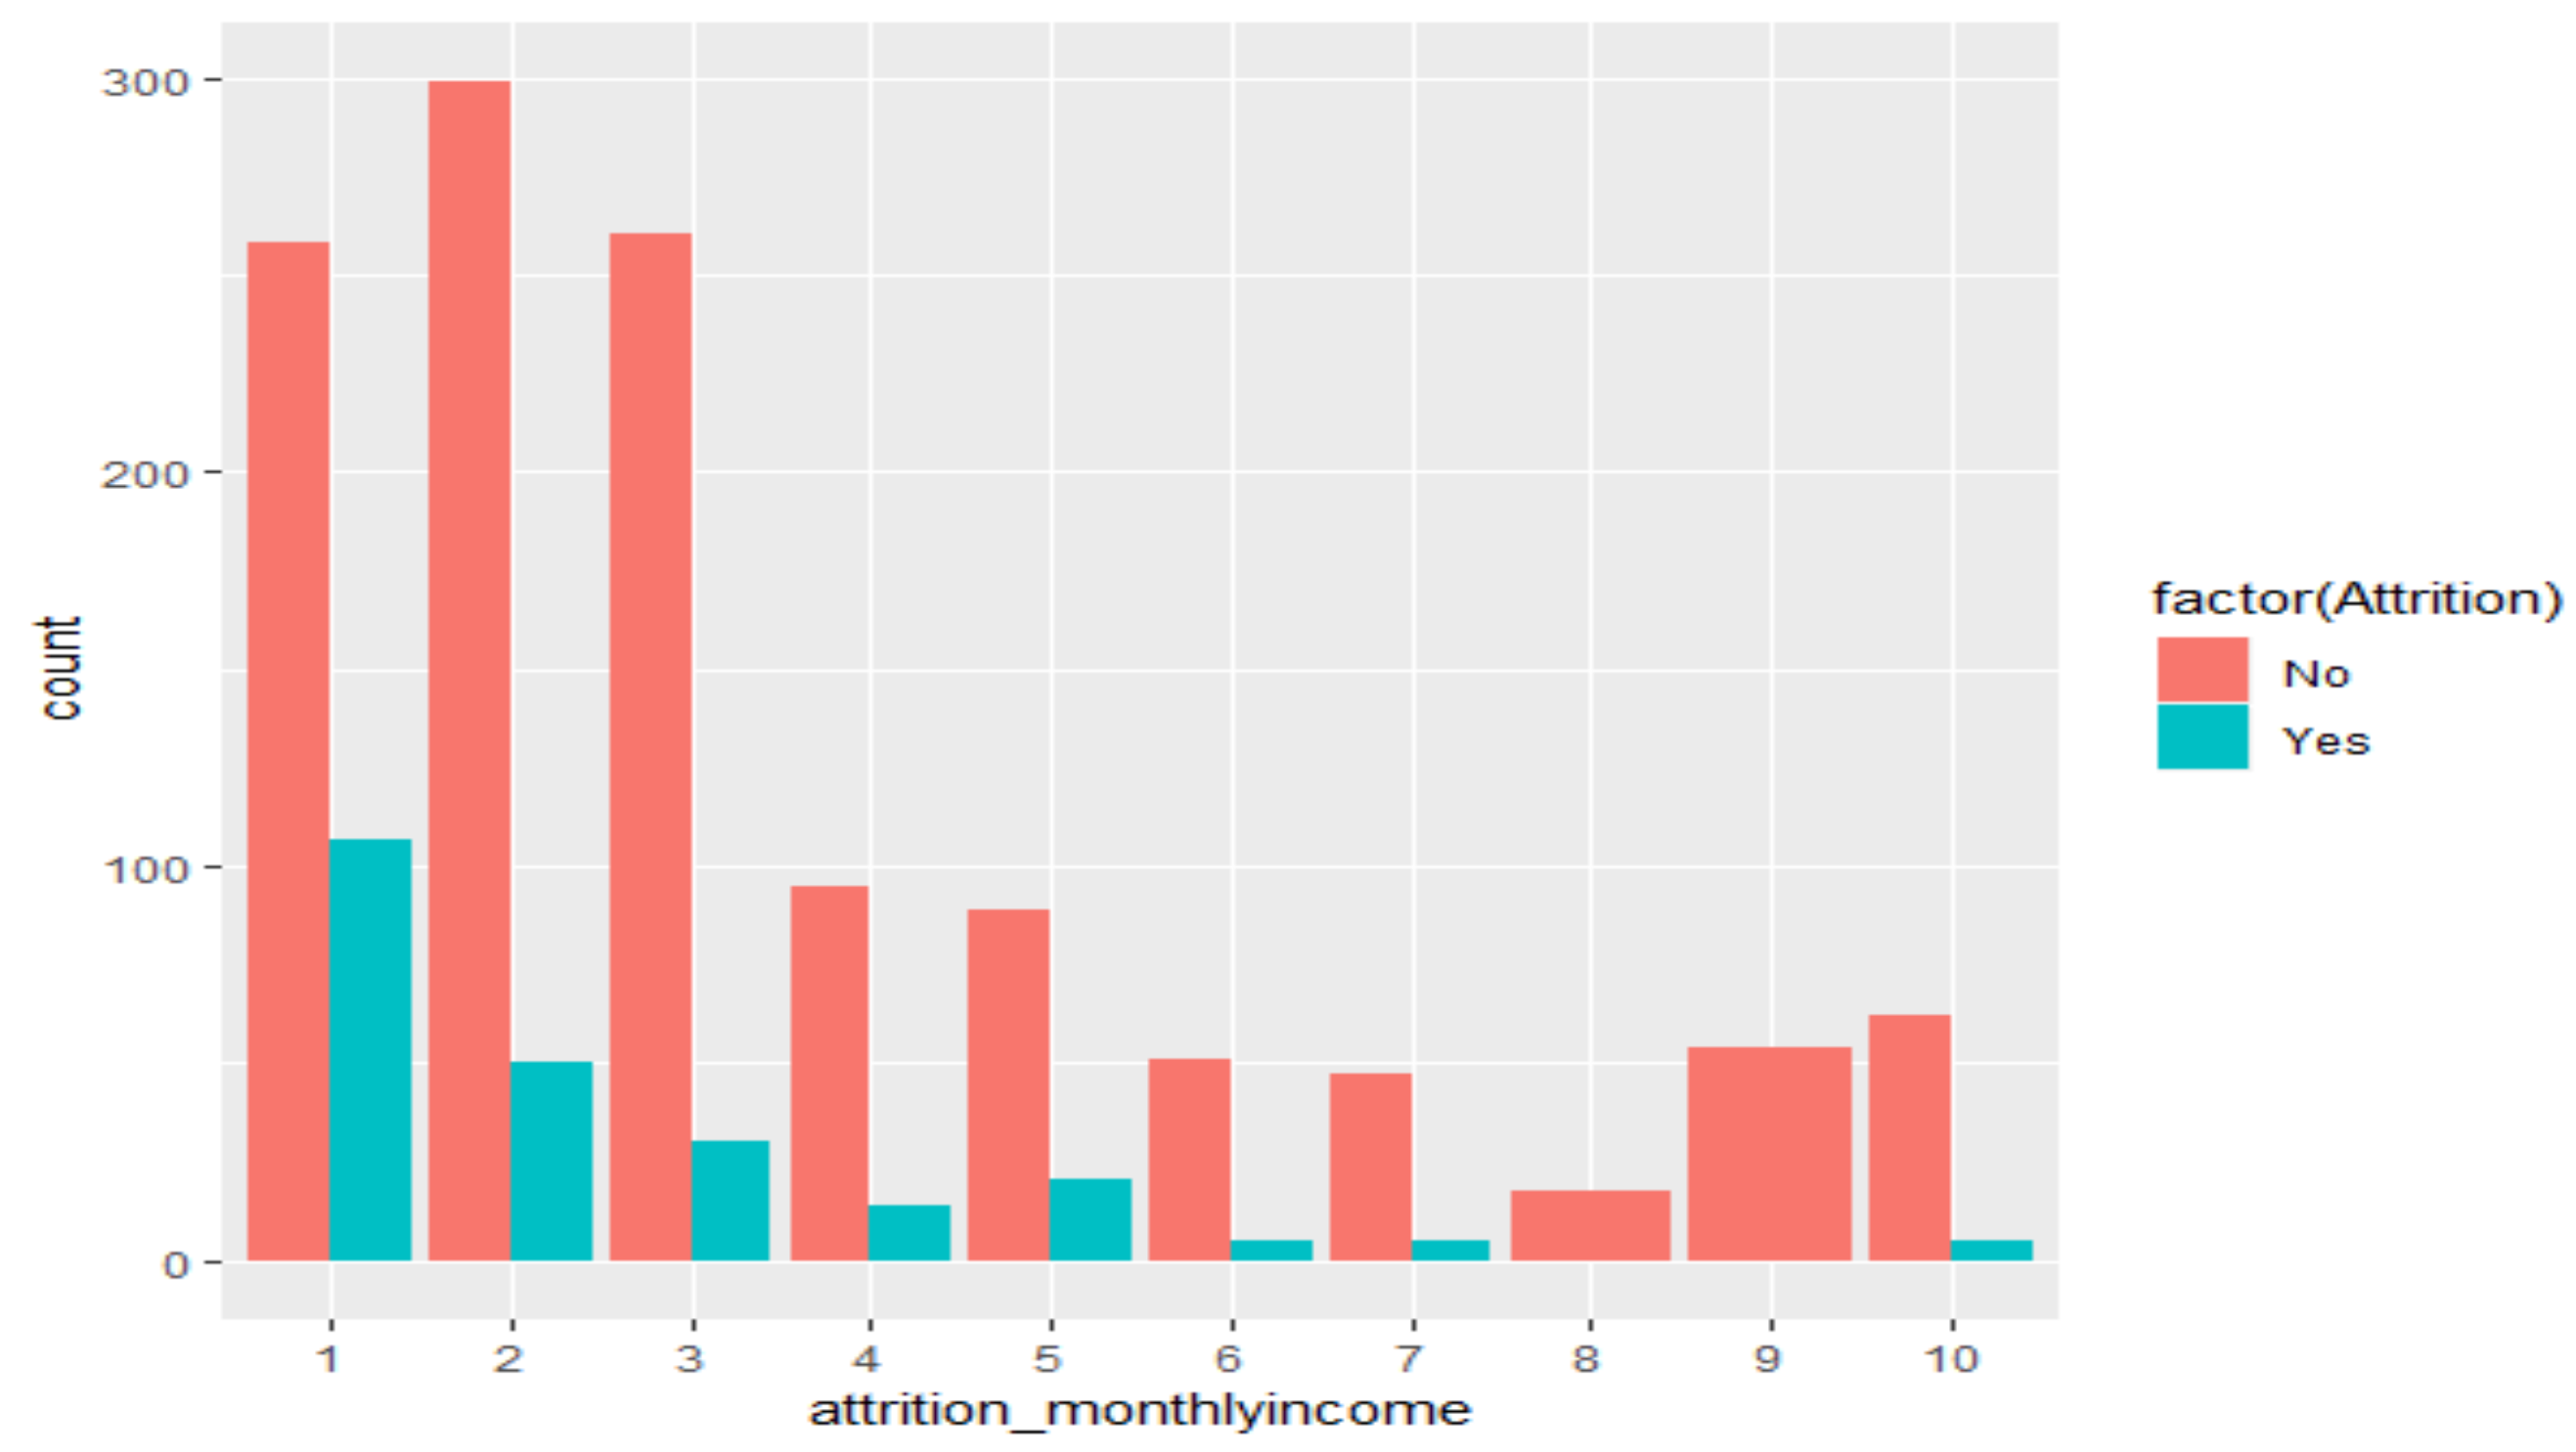 300
200
100
0
count
1 2 3 4 5 6 7 8 9 10
attrition_monthlyincome
factor(Attrition)
No
Yes